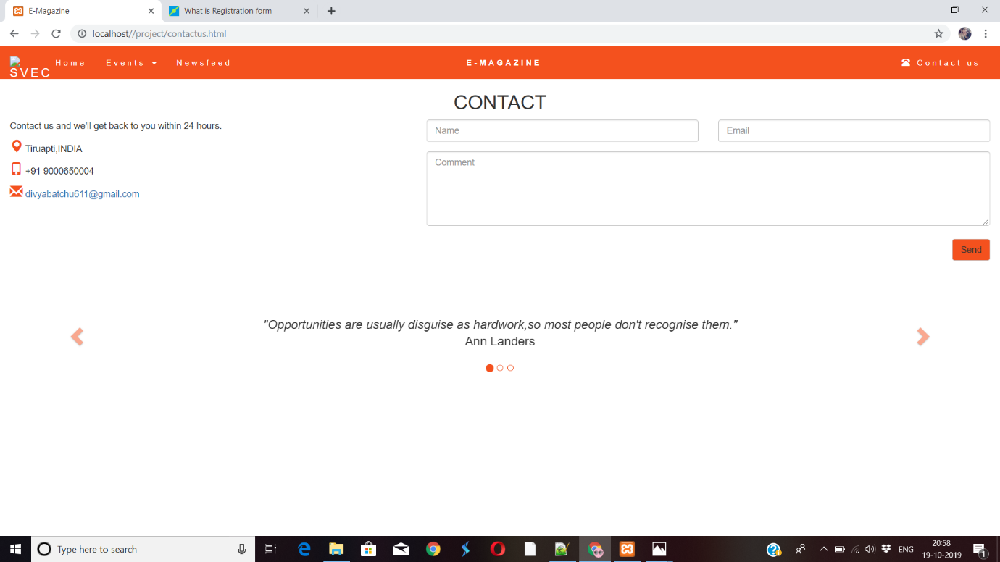 E-Magazine
What is Registration form
localhost//project/contactus.html
SVEC
Home
Events
Newsfeed
E-MAGAZINE
Contact us
CONTACT
Contact us and we'll get back to you within 24 hours.
Name
Email
Tiruapti,INDIA
+91 9000650004
divyabatchu611@gmail.com
Comment
Send
"Opportunities are usually disguise as hardwork,so most people don't recognise them."
Ann Landers
Type here to search
ENG
20:58
19-10-2019
1